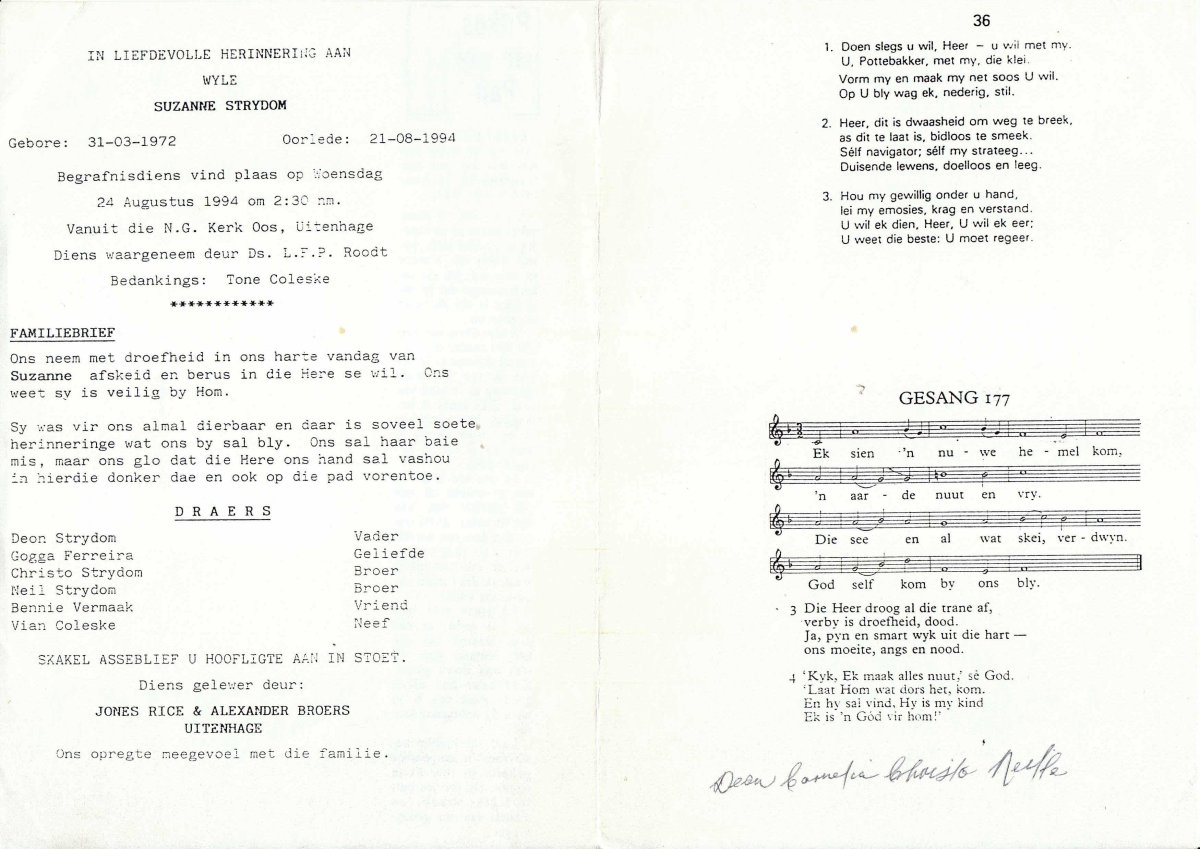 IN LIEFDEVOLLE HERINNERING AAN
WYLE
SUZANNE STRYDOM
Gebore: 31-03-1972 Oorlede: 21-08-1994
Begrafnisdiens vind plaas op Woensdag
24 Augustus 1994 om 2:30 nm.
Vanuit die N.G. Kerk Oos, Uitenhage
Diens waargeneem deur Ds. L.F.P. Roodt
Bedankings: Tone Coleske
************
FAMILIEBRIEF
Ons neem met droefheid in ons harte vandag van
Suzanne afskeid en berus in die Here se wil. Ons
weet sy is veilig by Hom.
Sy was vir ons almal dierbaar en daar is soveel soete
herinneringe wat ons by sal bly. Ons sal haar baie
mis, maar ons glo dat die Here ons hand sal vashou
in hierdie donker dae en ook op die pad vorentoe.
D R A E R S
Deon Strydom Vader
Gogga Ferreira Geliefde
Christo Strydom Broer
Neil Strydom Broer
Bennie Vermaak Vriend
Vian Coleske Neef
SKAKEL ASSEBLIEF U HOOFLIGTE AAN IN STOET.
Diens gelewer deur:
JONES RICE & ALEXANDER BROERS
UITENHAGE
Ons opregte meegevoel met die familie.
36
1. Doen slegs u wil, Heer – u wil met my.
U, Pottebakker, met my, die klei.
Vorm my en maak my net soos U wil.
Op U bly wag ek, nederig, stil.
2. Heer, dit is dwaasheid om weg te breek,
as dit te laat is, bidloos te smeek.
Sélf navigator; sélf my strateeg...
Duisende lewens, doelloos en leeg.
3. Hou my gewillig onder u hand,
lei my emosies, krag en verstand.
U wil ek dien, Heer, U wil ek eer;
U weet die beste: U moet regeer.
GESANG 177
Ek sien 'n nu - we he - mel kom,
'n aar - de nuut en vry.
Die see en al wat skei, ver - dwyn.
God self kom by ons bly.
3 Die Heer droog al die trane af,
verby is droefheid, dood.
Ja, pyn en smart wyk uit die hart —
ons moeite, angs en nood.
4 'Kyk, Ek maak alles nuut,' sê God.
'Laat Hom wat dors het, kom.
En hy sal vind, Hy is my kind
Ek is 'n Gód vir hom!'
Deon Cornelia Christo